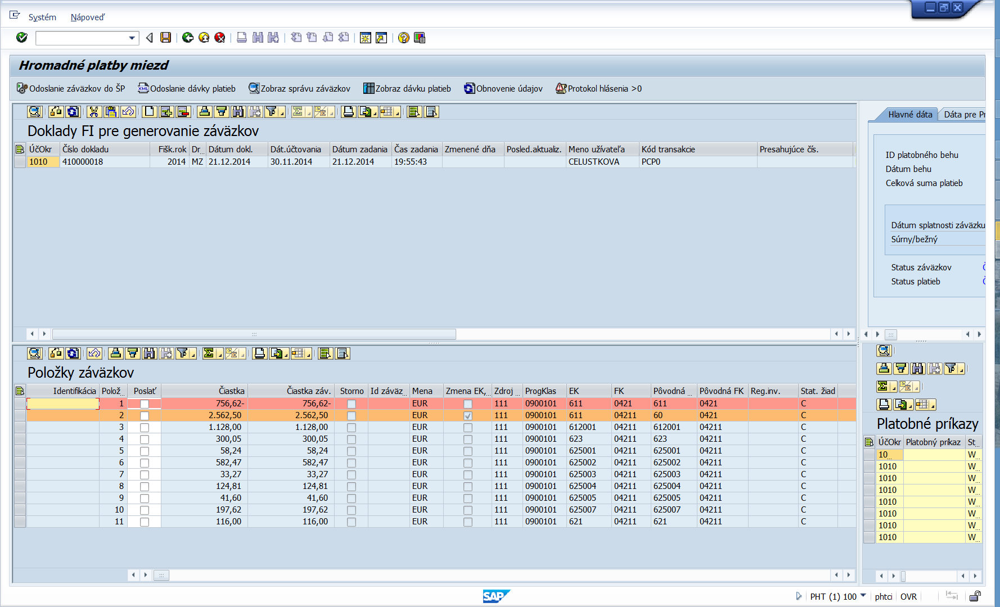 Systém Nápoveď
Hromadné platby miezd
Odoslanie záväzkov do ŠP Odoslanie dávky platieb Zobraz správu záväzkov Zobraz dávku platieb Obnovenie údajov Protokol hlásenia >0
Doklady FI pre generovanie záväzkov
ÚčOkr Číslo dokladu Fišk.rok Dr... Dátum dokl. Dát.účtovania Dátum zadania Čas zadania Zmenené dňa Posled.aktualiz. Meno užívateľa Kód transakcie Presahujúce čís.
1010 410000018 2014 MZ 21.12.2014 30.11.2014 21.12.2014 19:55:43 CELUSTKOVA PCP0
Hlavné dáta Dáta pre Pr
ID platobného behu
Dátum behu
Celková suma platieb
Dátum splatnosti záväzku
Súrny/bežný
Status záväzkov
Status platieb
Položky záväzkov
Identifikácia Polož... Poslať Čiastka Čiastka záv. Storno Id záväz... Mena Zmena EK,... Zdroj ... ProgKlas EK FK Pôvodná ... Pôvodná FK Reg.inv. Stat. žiad
1 756,62- 756,62- EUR 111 0900101 611 0421 611 0421 C
2 2.562,50 2.562,50 EUR 111 0900101 611 04211 60 0421 C
3 1.128,00 1.128,00 EUR 111 0900101 612001 04211 612001 04211 C
4 300,05 300,05 EUR 111 0900101 623 04211 623 04211 C
5 58,24 58,24 EUR 111 0900101 625001 04211 625001 04211 C
6 582,47 582,47 EUR 111 0900101 625002 04211 625002 04211 C
7 33,27 33,27 EUR 111 0900101 625003 04211 625003 04211 C
8 124,81 124,81 EUR 111 0900101 625004 04211 625004 04211 C
9 41,60 41,60 EUR 111 0900101 625005 04211 625005 04211 C
10 197,62 197,62 EUR 111 0900101 625007 04211 625007 04211 C
11 116,00 116,00 EUR 111 0900101 621 04211 621 04211 C
Platobné príkazy
ÚčOkr Platobný príkaz St...
10... W...
1010 W...
1010 W...
1010 W...
1010 W...
1010 W...
1010 W...
1010 W...
SAP PHT (1) 100 phtci OVR